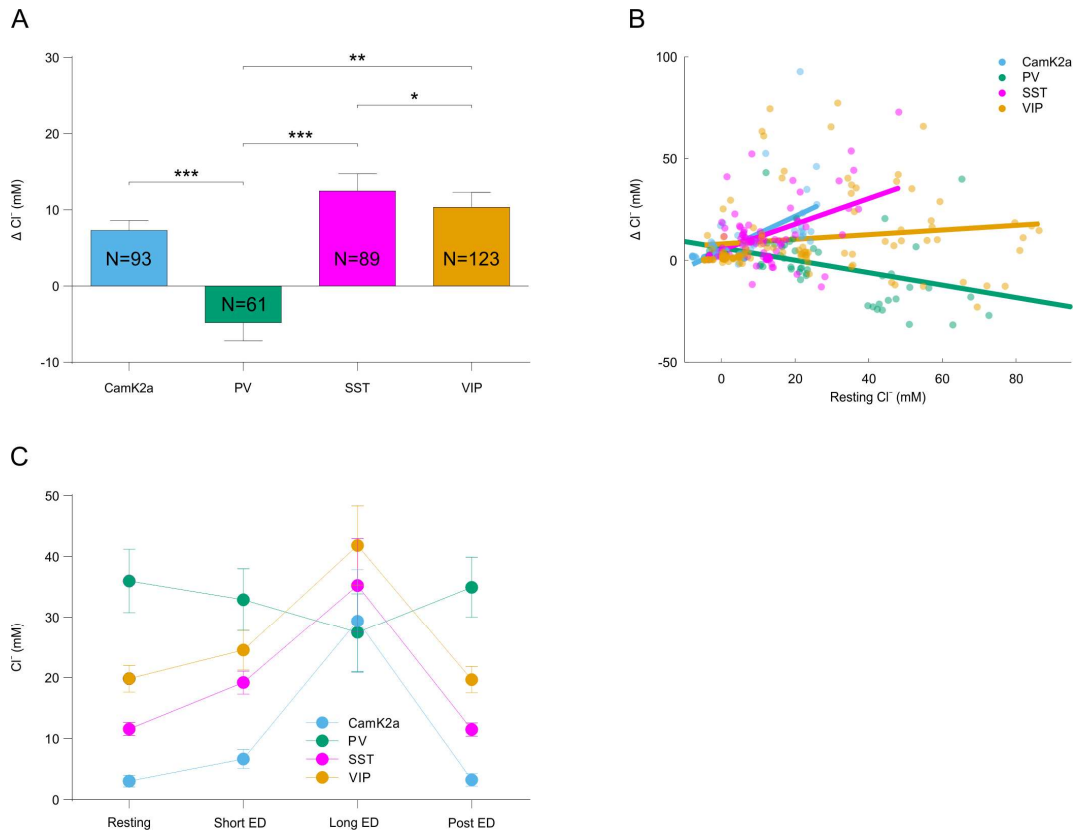 A
30
20
10
0
-10
Δ Cl⁻ (mM)
**
*
***
***
N=93
N=61
N=89
N=123
CamK2a
PV
SST
VIP
B
100
50
0
-50
Δ Cl⁻ (mM)
CamK2a
PV
SST
VIP
0
20
40
60
80
Resting Cl⁻ (mM)
C
50
40
30
20
10
0
Cl⁻ (mM)
CamK2a
PV
SST
VIP
Resting
Short ED
Long ED
Post ED